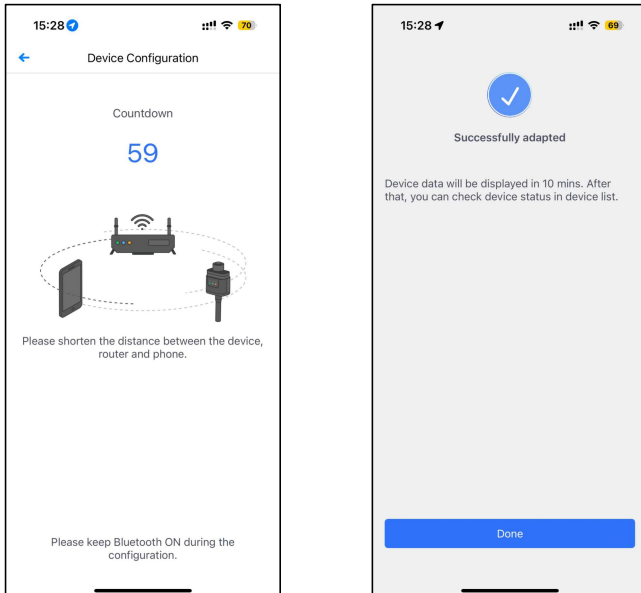 15:28
70
Device Configuration
Countdown
59
Please shorten the distance between the device,
router and phone.
Please keep Bluetooth ON during the
configuration.
15:28
69
Successfully adapted
Device data will be displayed in 10 mins. After
that, you can check device status in device list.
Done